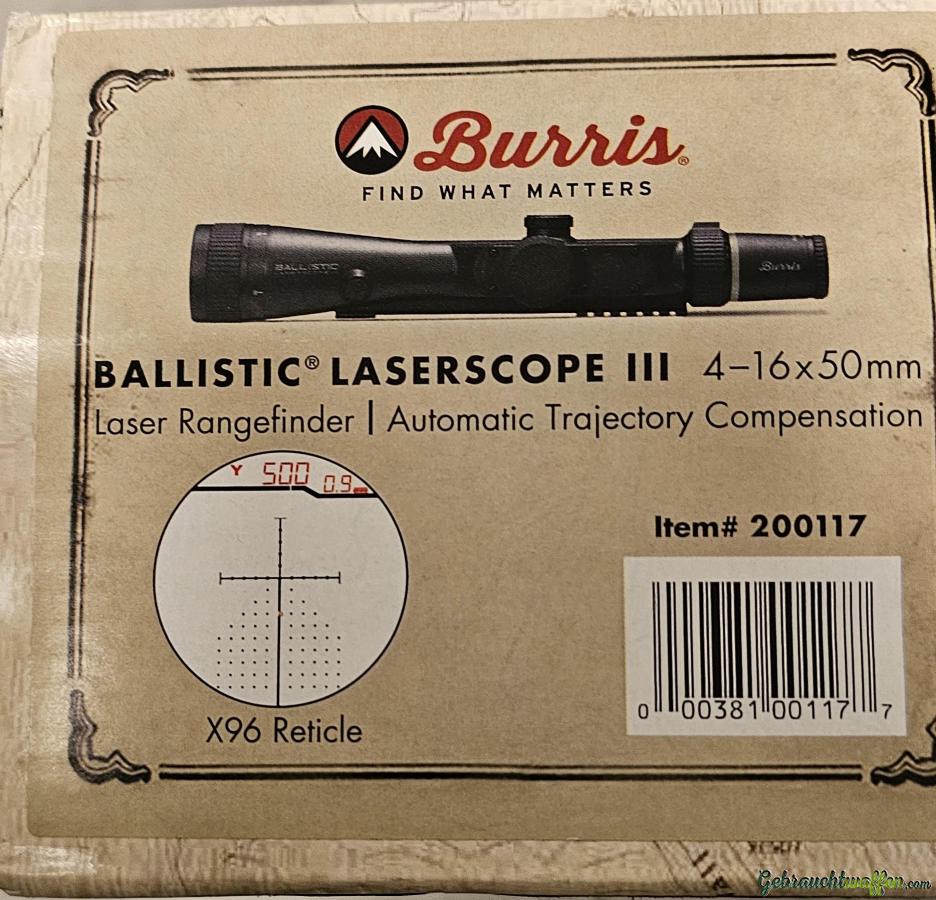 Burris®
FIND WHAT MATTERS
BALLISTIC
Burris
BALLISTIC® LASERSCOPE III 4–16x50mm
Laser Rangefinder | Automatic Trajectory Compensation
Y 500 0.9
X96 Reticle
Item# 200117
0 00381 00117 7
Gebrauchtwaffen.com